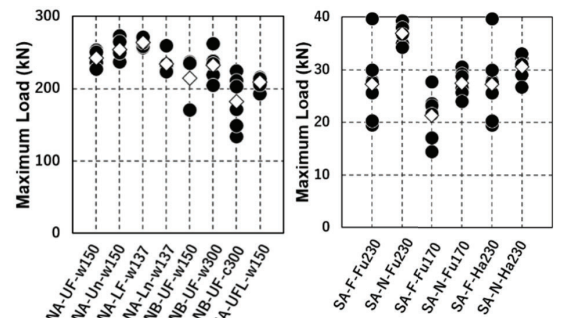 Maximum Load (kN)
300
200
100
0
NA-UF-w150
NA-Un-w150
NA-LF-w137
NA-Ln-w137
NB-UF-w150
NB-UF-w300
NB-UF-c300
A-UFL-w150
Maximum Load (kN)
40
30
20
10
0
SA-F-Fu230
SA-N-Fu230
SA-F-Fu170
SA-N-Fu170
SA-F-Ha230
SA-N-Ha230